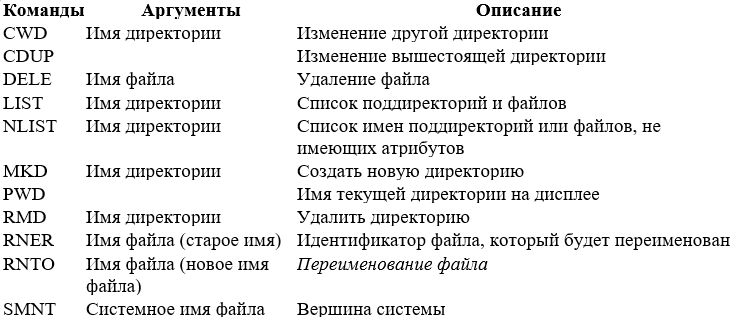 Команды Аргументы Описание
CWD Имя директории Изменение другой директории
CDUP Изменение вышестоящей директории
DELE Имя файла Удаление файла
LIST Имя директории Список поддиректорий и файлов
NLIST Имя директории Список имен поддиректорий или файлов, не
имеющих атрибутов
MKD Имя директории Создать новую директорию
PWD Имя текущей директории на дисплее
RMD Имя директории Удалить директорию
RNER Имя файла (старое имя) Идентификатор файла, который будет переименован
RNTO Имя файла (новое имя Переименование файла
файла)
SMNT Системное имя файла Вершина системы